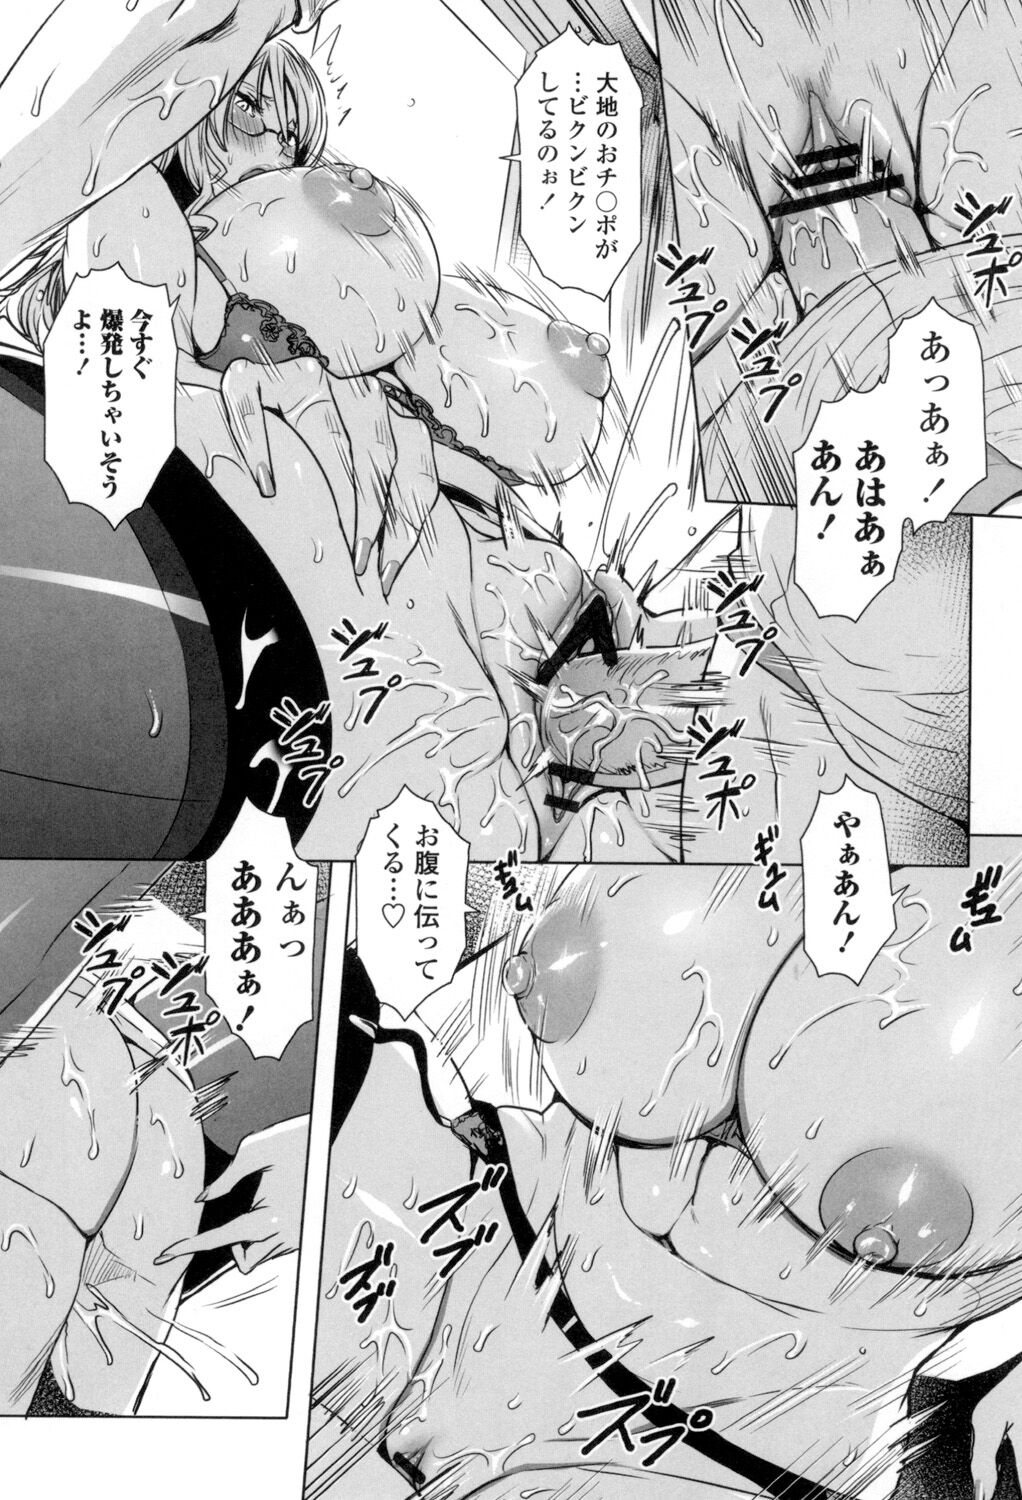 ジュポ
ジュプ
ジュプ
あっあぁ！
あはあぁ
あん！
大地のおチ○ポが
…ビクンビクン
してるのぉ！
今すぐ
爆発しちゃいそう
よ…！
ジュプ
ジュポ
ジュプ
ジュプ
やぁあん！
ギュム
ギュム
ギュム
お腹に伝って
くる…♡
ズブ
ズブ
ズプ
んぁっ
あああぁ！
ジュプ
ジュポ